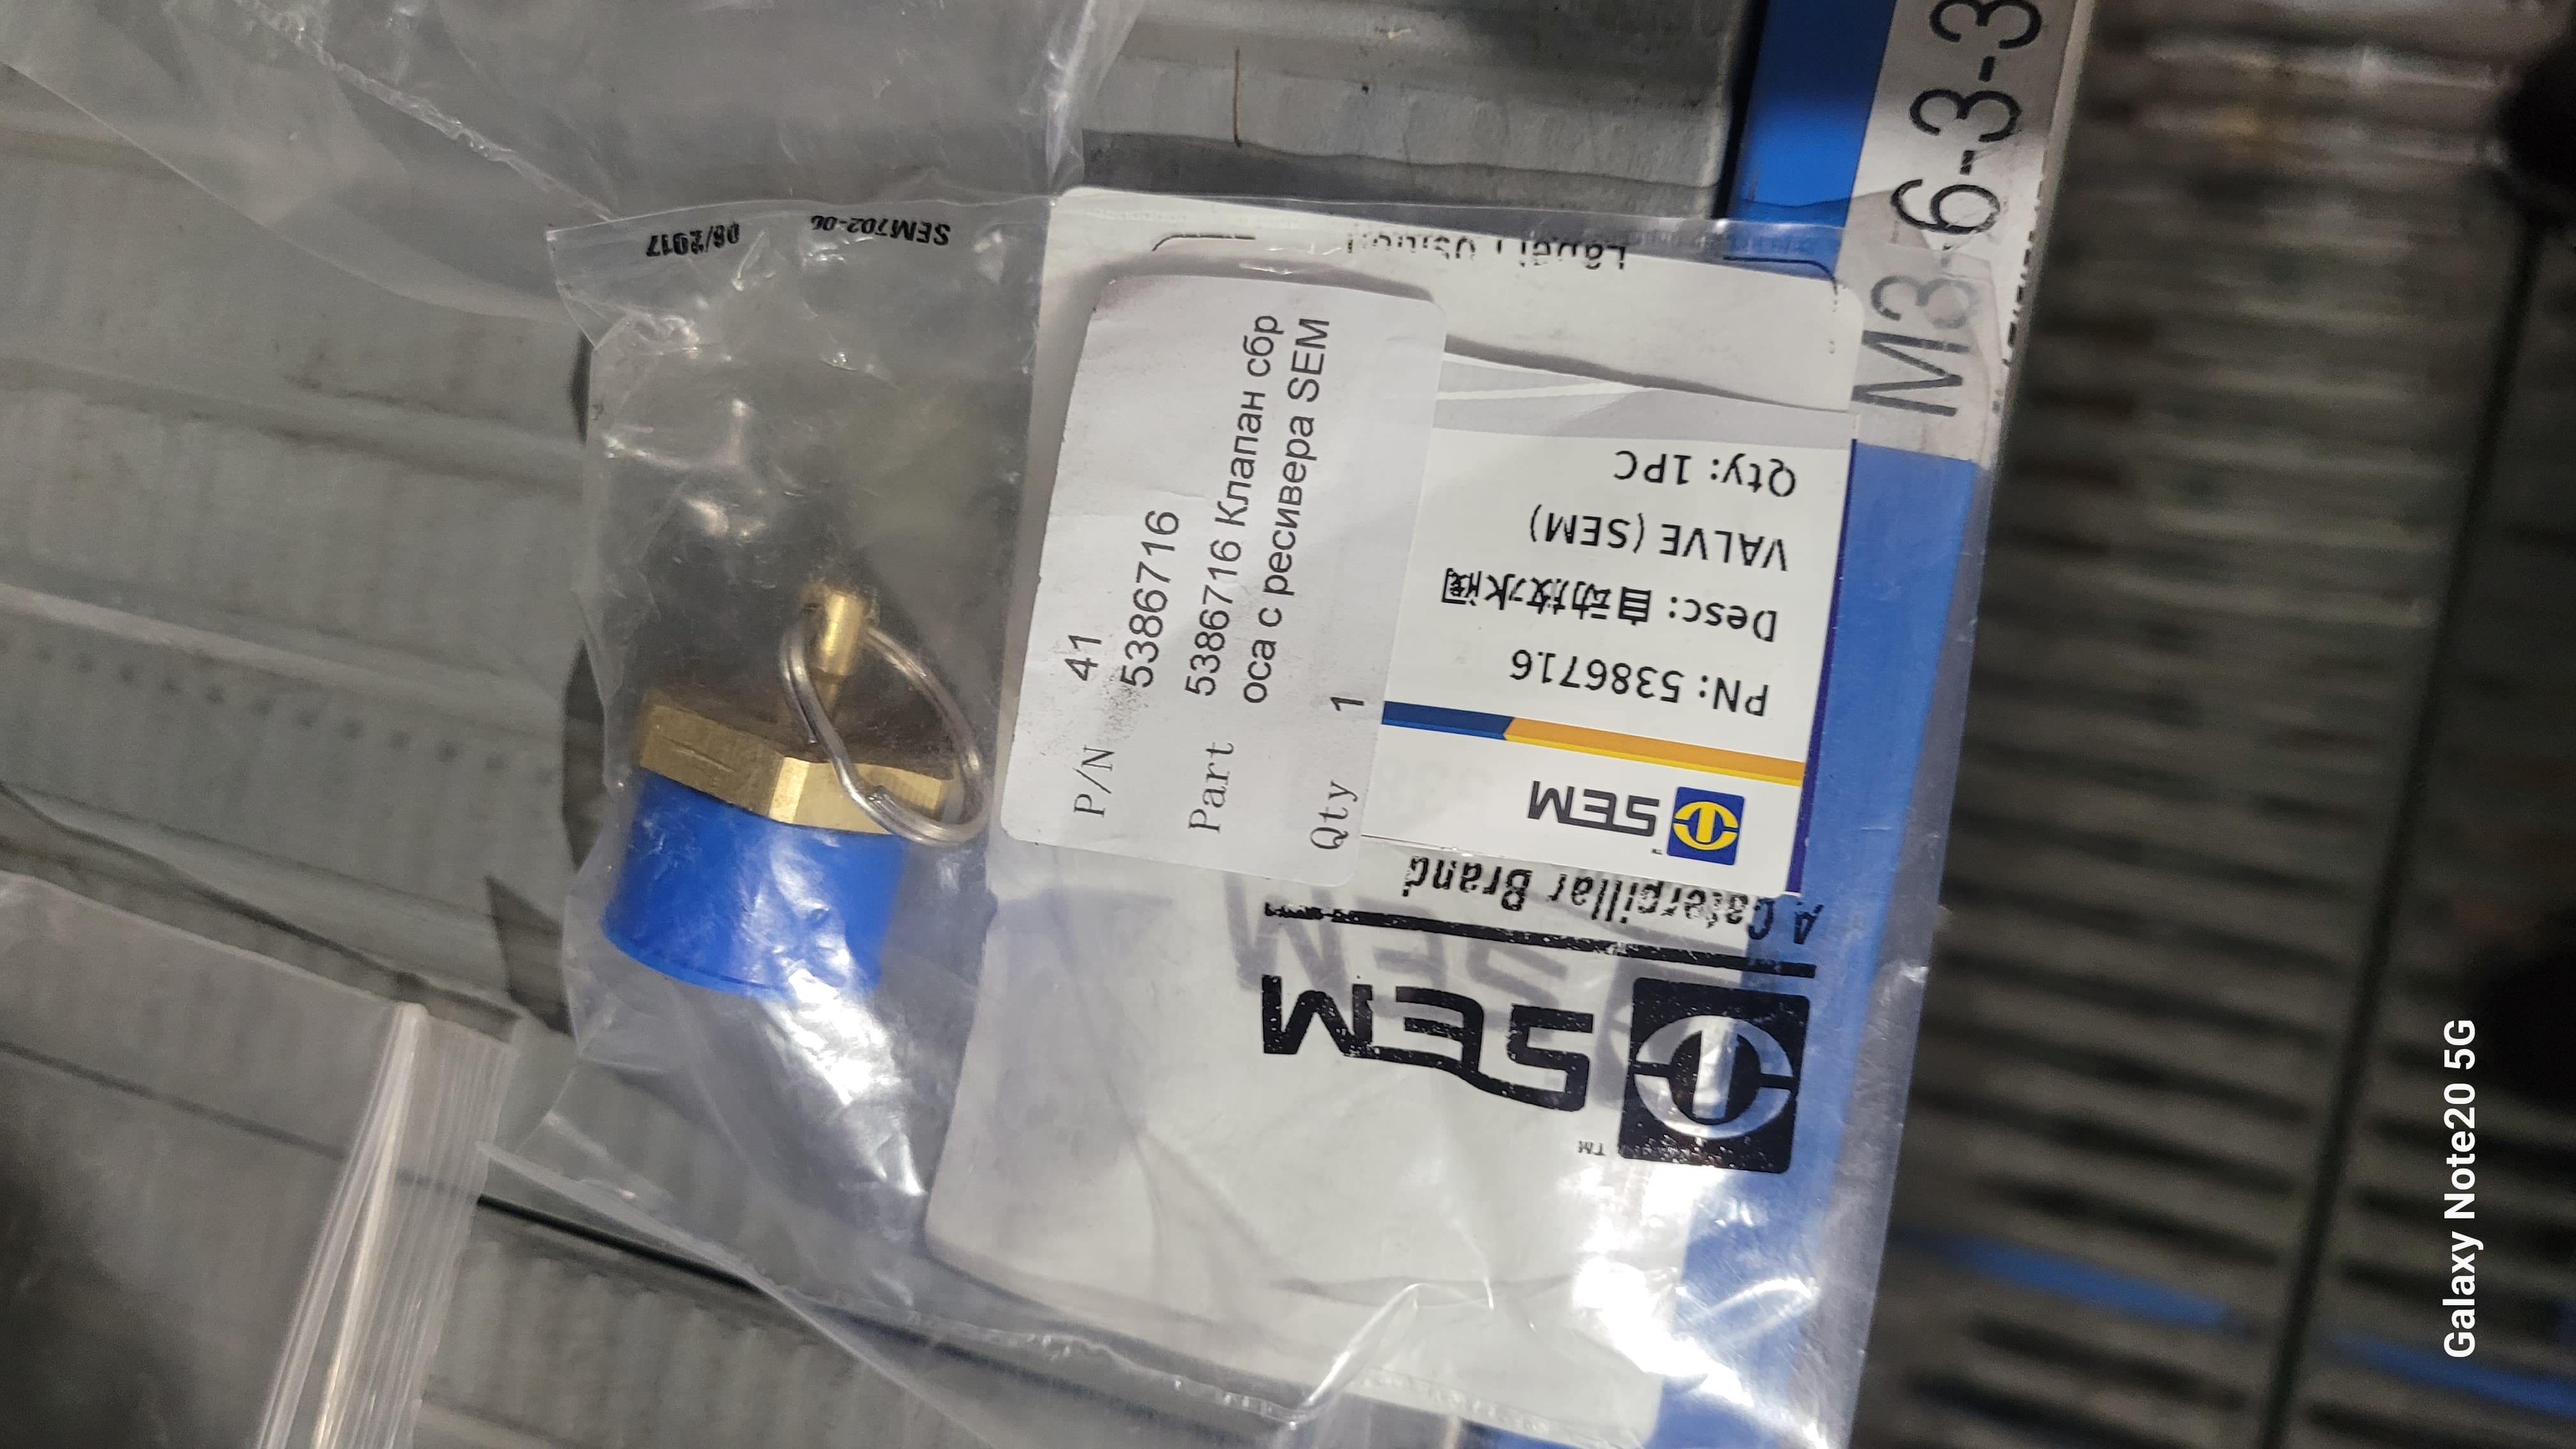 08/2017
SEM702-06
P/N 41
5386716
Part 5386716 Клапан сбр
оса с ресивера SEM
Qty 1
SEM
PN: 5386716
Desc: 自动放水阀
VALVE (SEM)
Qty: 1PC
SEM
TM
A Caterpillar Brand
M3-6-3-3
Galaxy Note20 5G